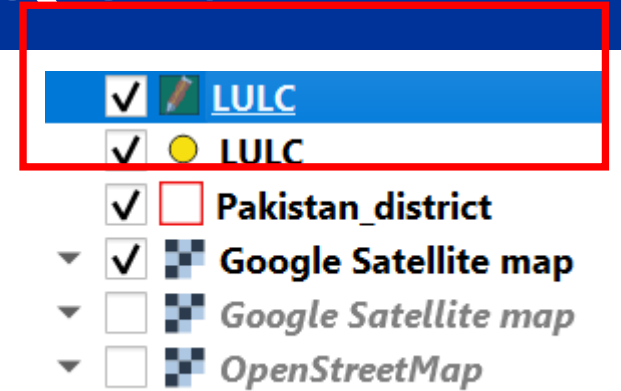 LULC
LULC
Pakistan_district
Google Satellite map
Google Satellite map
OpenStreetMap